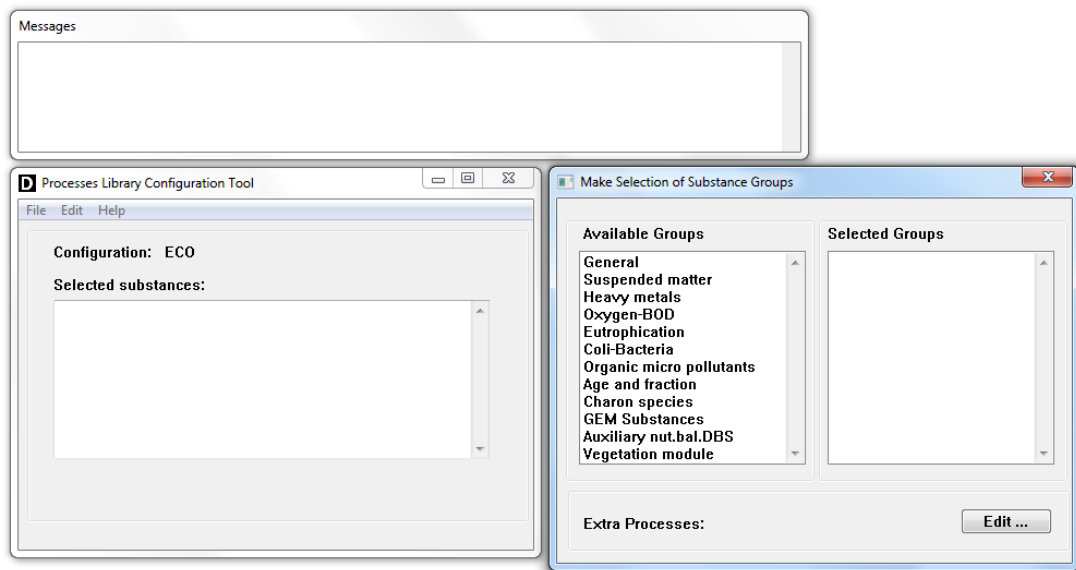 Messages
D Processes Library Configuration Tool
File Edit Help
Configuration: ECO
Selected substances:
Make Selection of Substance Groups
Available Groups
General
Suspended matter
Heavy metals
Oxygen-BOD
Eutrophication
Coli-Bacteria
Organic micro pollutants
Age and fraction
Charon species
GEM Substances
Auxiliary nut.bal.DBS
Vegetation module
Selected Groups
Extra Processes:
Edit ...